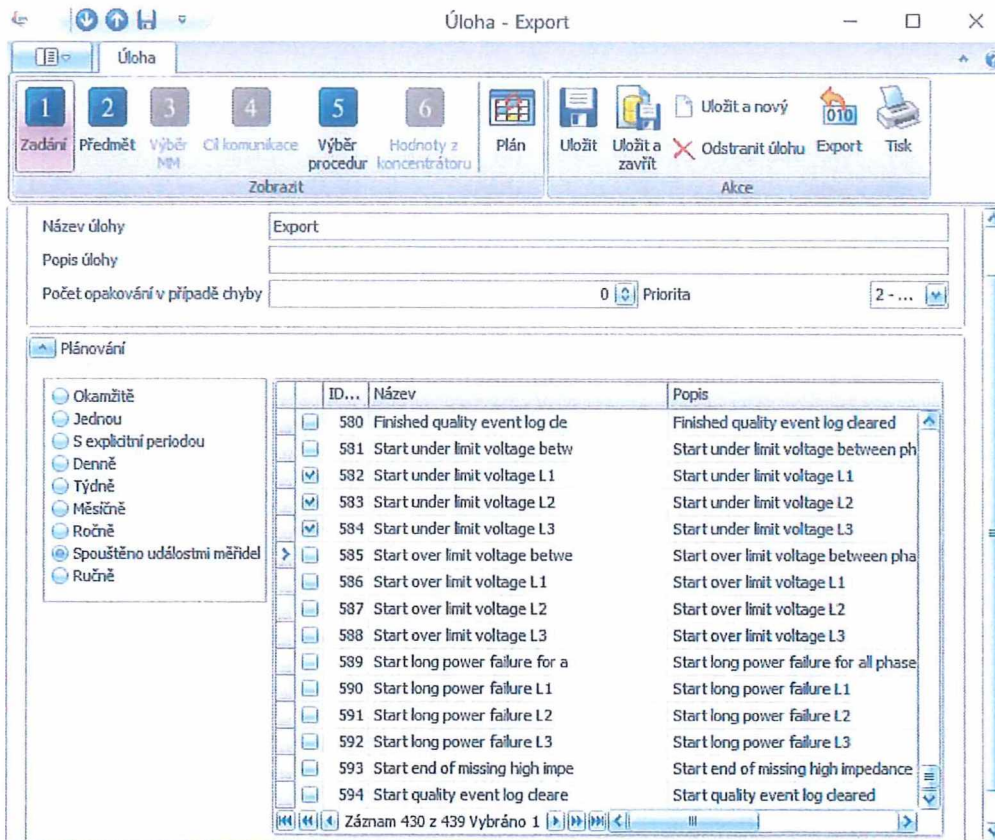 Úloha - Export
Úloha
1 2 3 4 5 6
Zadání Předmět Výběr MM Cíl komunikace Výběr procedur Hodnoty z koncentrátoru Plán
Uložit Uložit a zavřít Uložit a nový Odstranit úlohu Export Tisk
010
Zobrazit Akce
Název úlohy Export
Popis úlohy
Počet opakování v případě chyby 0 Priorita 2 - ...
Plánování
Okamžitě
Jednou
S explicitní periodou
Denně
Týdně
Měsíčně
Ročně
Spouštěno událostmi měřidel
Ručně
ID... Název Popis
580 Finished quality event log cle Finished quality event log cleared
581 Start under limit voltage betw Start under limit voltage between ph
582 Start under limit voltage L1 Start under limit voltage L1
583 Start under limit voltage L2 Start under limit voltage L2
584 Start under limit voltage L3 Start under limit voltage L3
585 Start over limit voltage betwe Start over limit voltage between pha
586 Start over limit voltage L1 Start over limit voltage L1
587 Start over limit voltage L2 Start over limit voltage L2
588 Start over limit voltage L3 Start over limit voltage L3
589 Start long power failure for a Start long power failure for all phase
590 Start long power failure L1 Start long power failure L1
591 Start long power failure L2 Start long power failure L2
592 Start long power failure L3 Start long power failure L3
593 Start end of missing high impe Start end of missing high impedance
594 Start quality event log cleare Start quality event log cleared
Záznam 430 z 439 Vybráno 1